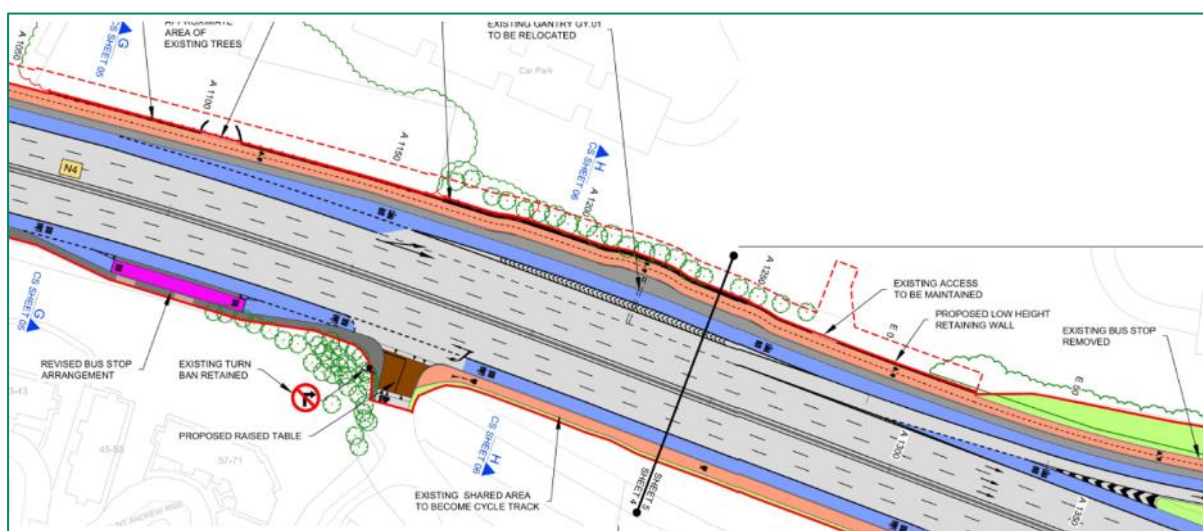 APPROXIMATE
AREA OF
EXISTING TREES
EXISTING GANTRY GY.01
TO BE RELOCATED
Car Park
A 1050
CS SHEET 05
G
A 1100
A 1150
H
CS SHEET 06
A 1200
A 1250
E 0
EXISTING ACCESS
TO BE MAINTAINED
PROPOSED LOW HEIGHT
RETAINING WALL
EXISTING BUS STOP
REMOVED
E 50
N4
CS SHEET 05
G
REVISED BUS STOP
ARRANGEMENT
EXISTING TURN
BAN RETAINED
PROPOSED RAISED TABLE
CS SHEET 06
H
EXISTING SHARED AREA
TO BECOME CYCLE TRACK
SHEET 5
SHEET 4
A 1300
A 1350
45-53
57-71